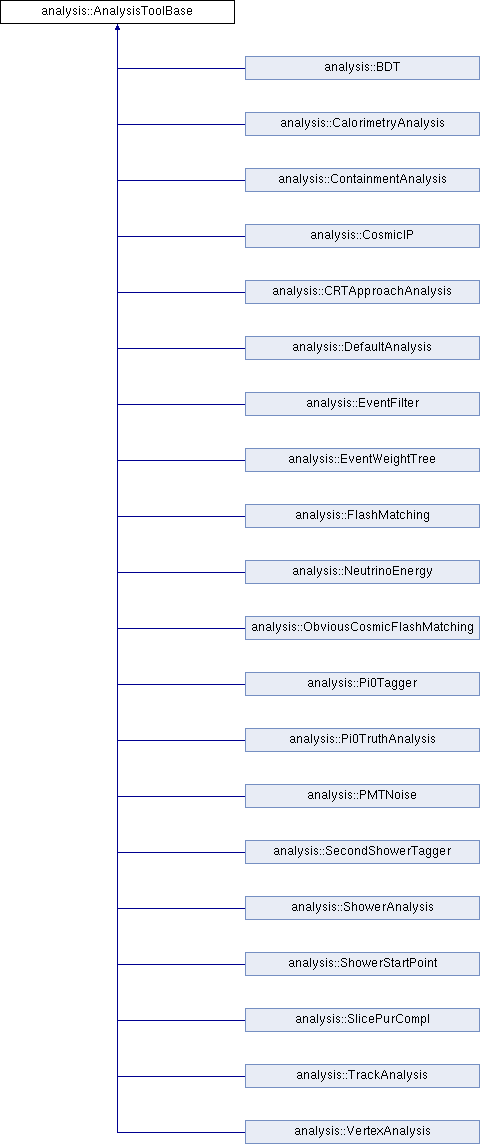 analysis::AnalysisToolBase
analysis::BDT
analysis::CalorimetryAnalysis
analysis::ContainmentAnalysis
analysis::CosmicIP
analysis::CRTApproachAnalysis
analysis::DefaultAnalysis
analysis::EventFilter
analysis::EventWeightTree
analysis::FlashMatching
analysis::NeutrinoEnergy
analysis::ObviousCosmicFlashMatching
analysis::Pi0Tagger
analysis::Pi0TruthAnalysis
analysis::PMTNoise
analysis::SecondShowerTagger
analysis::ShowerAnalysis
analysis::ShowerStartPoint
analysis::SlicePurCompl
analysis::TrackAnalysis
analysis::VertexAnalysis